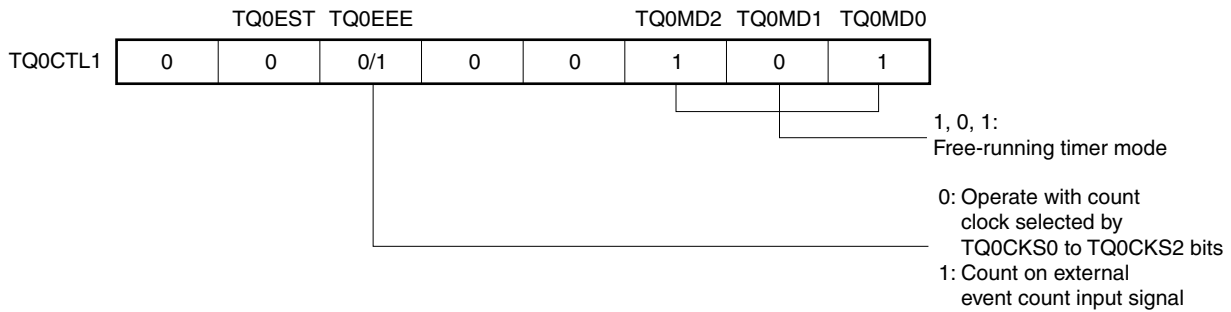 TQ0EST TQ0EEE TQ0MD2 TQ0MD1 TQ0MD0
TQ0CTL1 0 0 0/1 0 0 1 0 1
1, 0, 1:
Free-running timer mode
0: Operate with count
clock selected by
TQ0CKS0 to TQ0CKS2 bits
1: Count on external
event count input signal